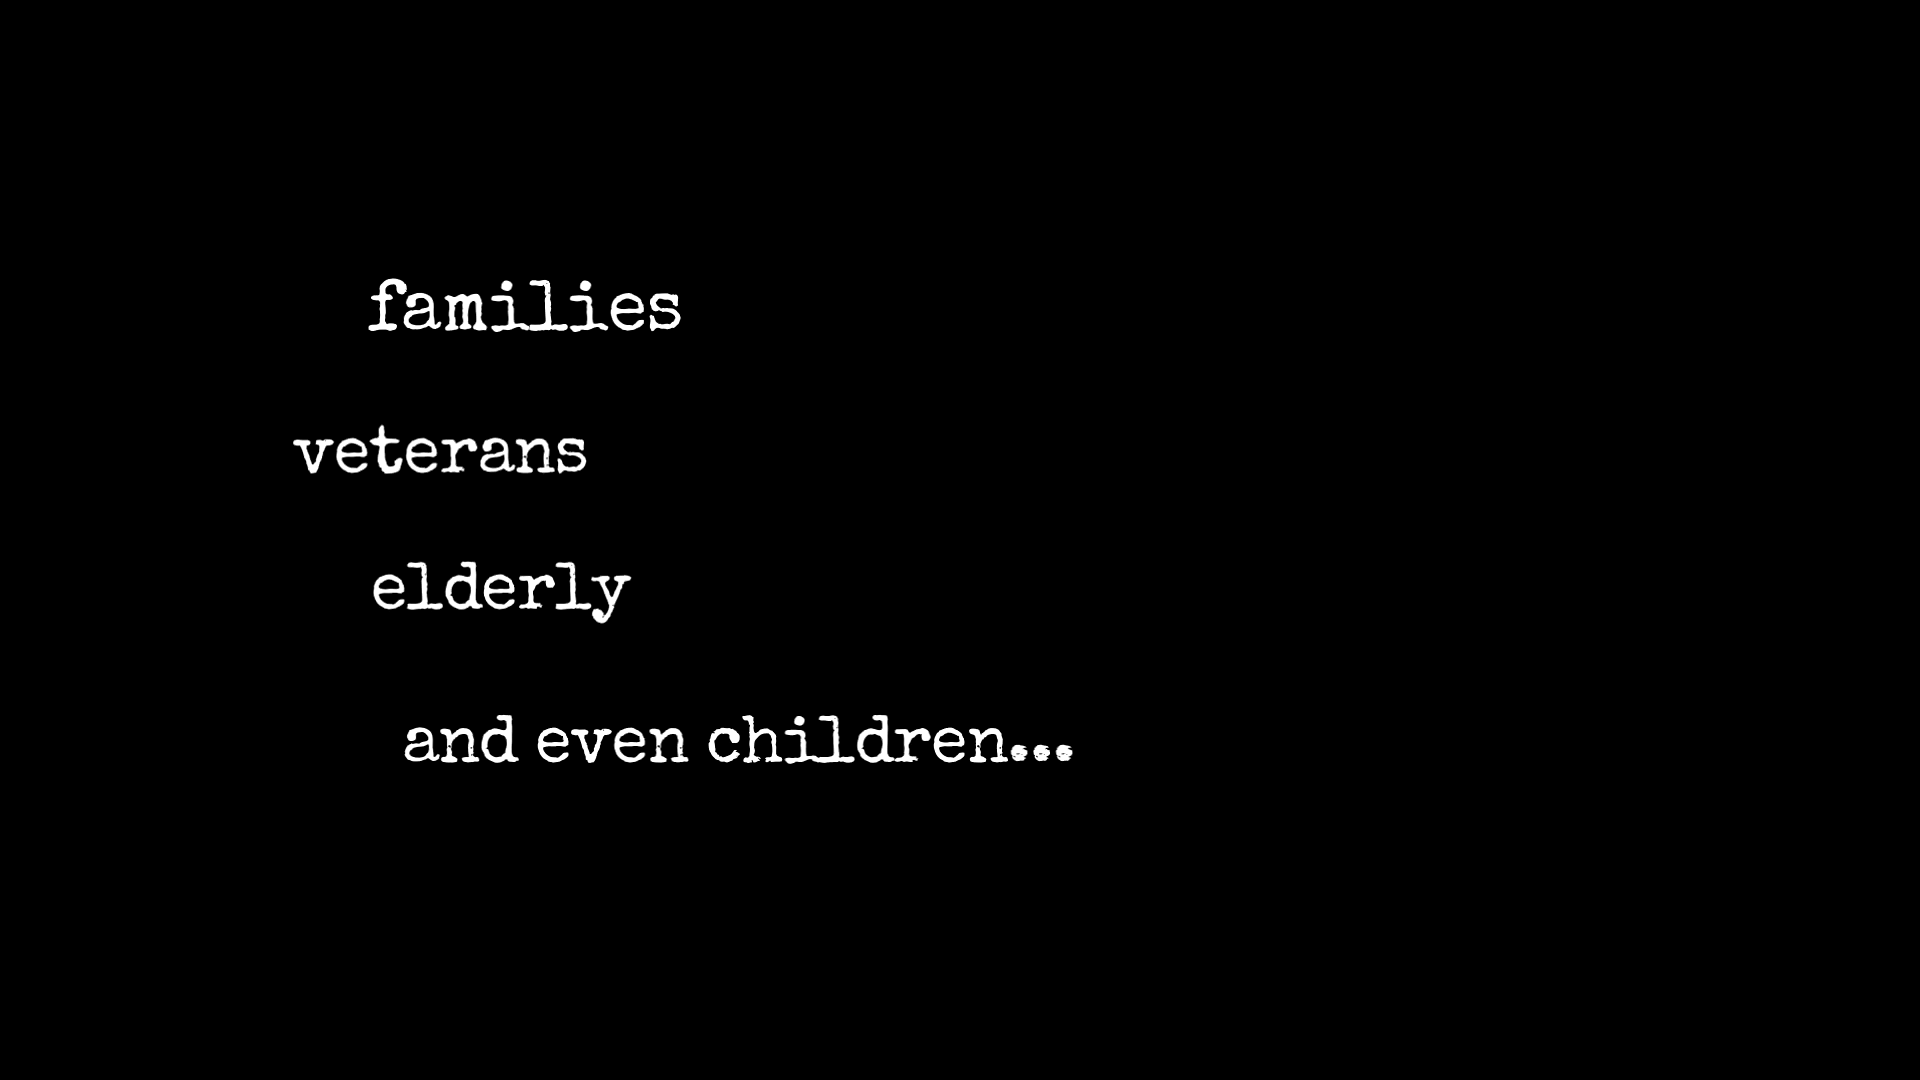 families
veterans
elderly
and even children...